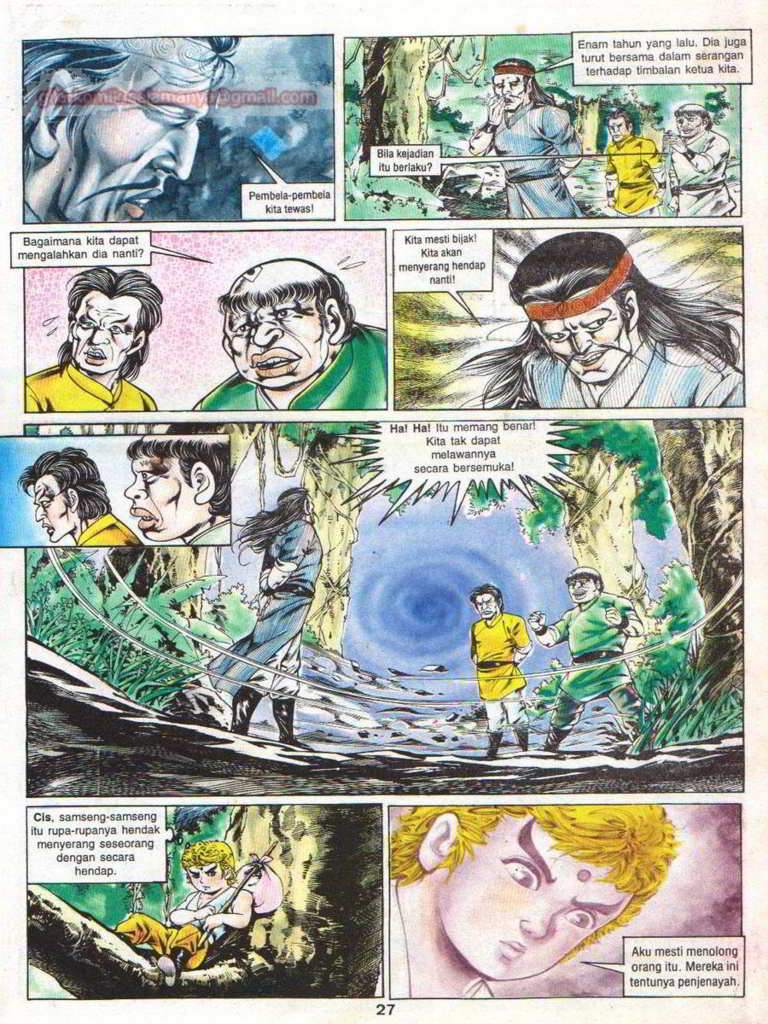 gilakomikselamanya@gmail.com
Pembela-pembela
kita tewas!
Enam tahun yang lalu. Dia juga
turut bersama dalam serangan
terhadap timbalan ketua kita.
Bila kejadian
itu berlaku?
Bagaimana kita dapat
mengalahkan dia nanti?
Kita mesti bijak!
Kita akan
menyerang hendap
nanti!
Ha! Ha! Itu memang benar!
Kita tak dapat
melawannya
secara bersemuka!
Cis, samseng-samseng
itu rupa-rupanya hendak
menyerang seseorang
dengan secara
hendap.
Aku mesti menolong
orang itu. Mereka ini
tentunya penjenayah.
27